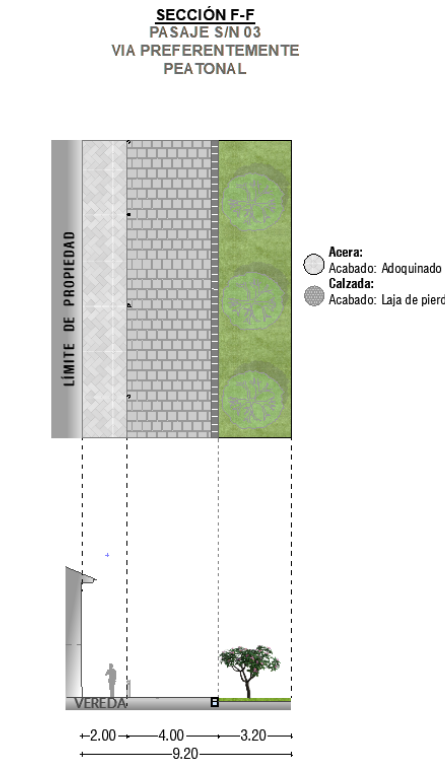 SECCIÓN F-F
PASAJE S/N 03
VIA PREFERENTEMENTE
PEATONAL
LÍMITE DE PROPIEDAD
Acera:
Acabado: Adoquinado
Calzada:
Acabado: Laja de pierd
VEREDA
2.00 4.00 3.20
9.20